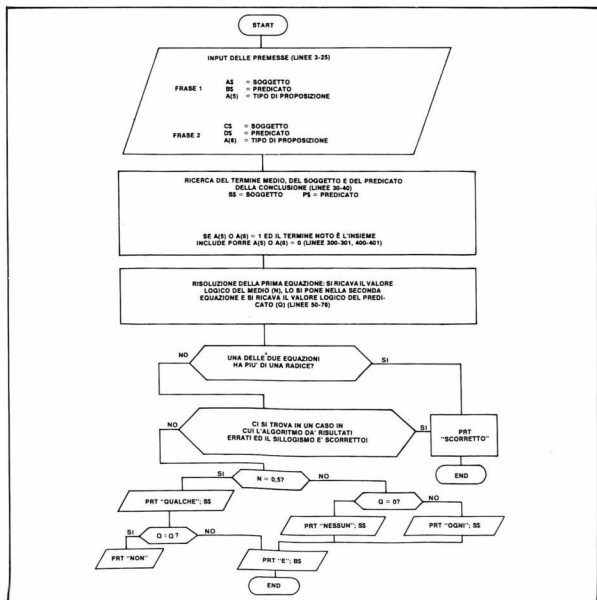 START
INPUT DELLE PREMESSE (LINEE 3-25)
FRASE 1
A$ = SOGGETTO
B$ = PREDICATO
A(5) = TIPO DI PROPOSIZIONE
FRASE 2
C$ = SOGGETTO
D$ = PREDICATO
A(6) = TIPO DI PROPOSIZIONE
RICERCA DEL TERMINE MEDIO, DEL SOGGETTO E DEL PREDICATO
DELLA CONCLUSIONE (LINEE 30-40)
S$ = SOGGETTO P$ = PREDICATO
SE A(5) O A(6) = 1 ED IL TERMINE NOTO È L'INSIEME
INCLUDE PORRE A(5) O A(6) = 0 (LINEE 300-301, 400-401)
RISOLUZIONE DELLA PRIMA EQUAZIONE: SI RICAVA IL VALORE
LOGICO DEL MEDIO (N), LO SI PONE NELLA SECONDA
EQUAZIONE E SI RICAVA IL VALORE LOGICO DEL PREDI-
CATO (Q) (LINEE 50-78)
NO
UNA DELLE DUE EQUAZIONI
HA PIU' DI UNA RADICE?
SI
NO
CI SI TROVA IN UN CASO IN
CUI L'ALGORITMO DA' RISULTATI
ERRATI ED IL SILLOGISMO E' SCORRETTO!
SI
PRT
"SCORRETTO"
END
SI
N = 0,5?
NO
PRT "QUALCHE"; S$
Q = 0?
NO
PRT "NESSUN"; S$
PRT "OGNI"; S$
SI
Q = Q?
NO
PRT "NON"
PRT "E"; B$
END